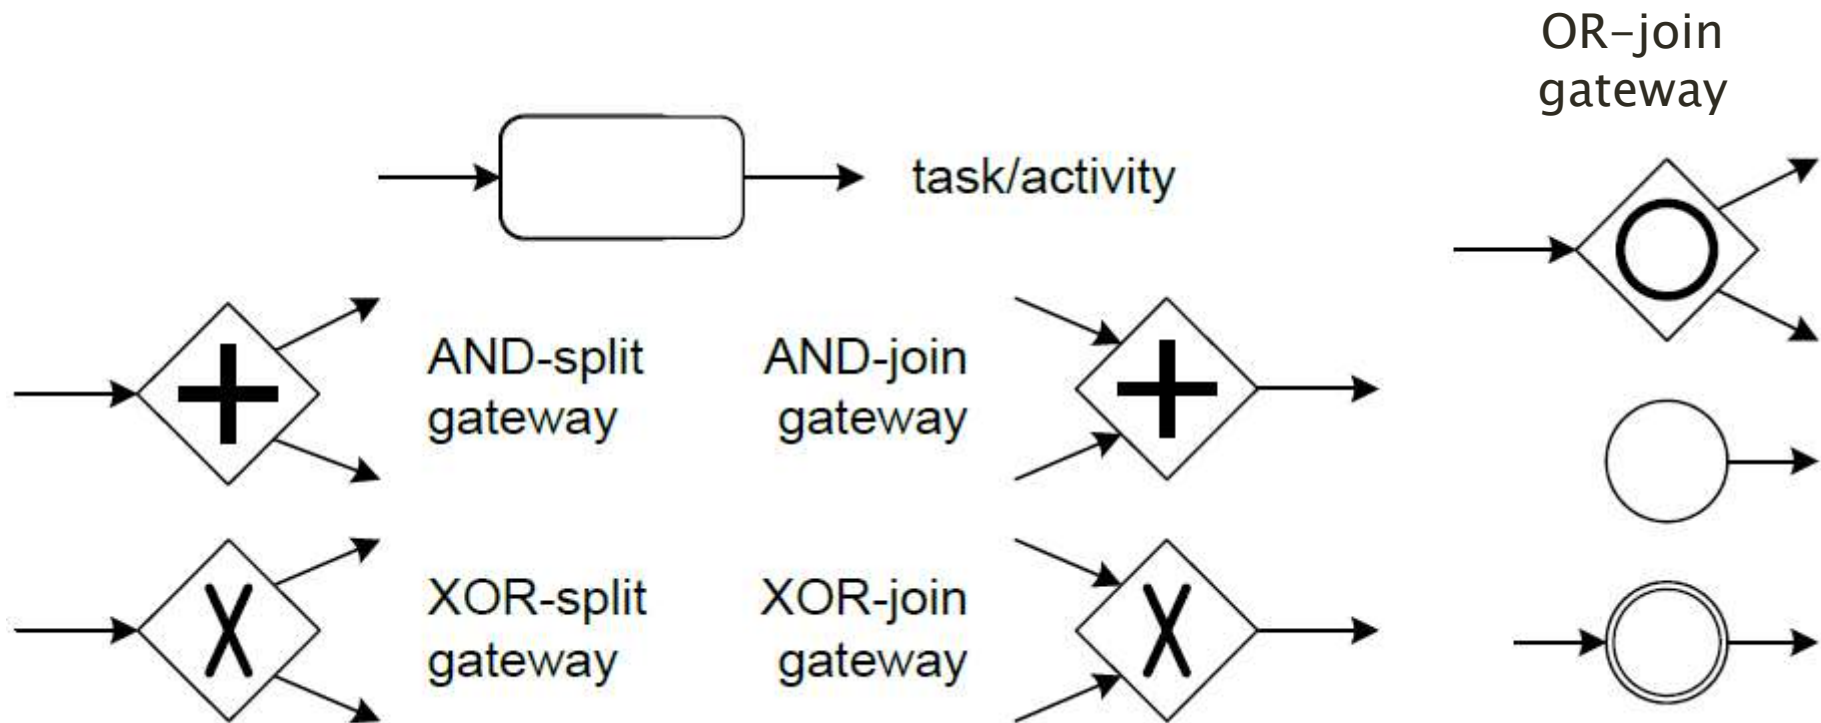 OR-join
gateway
task/activity
AND-split
gateway
AND-join
gateway
XOR-split
gateway
XOR-join
gateway